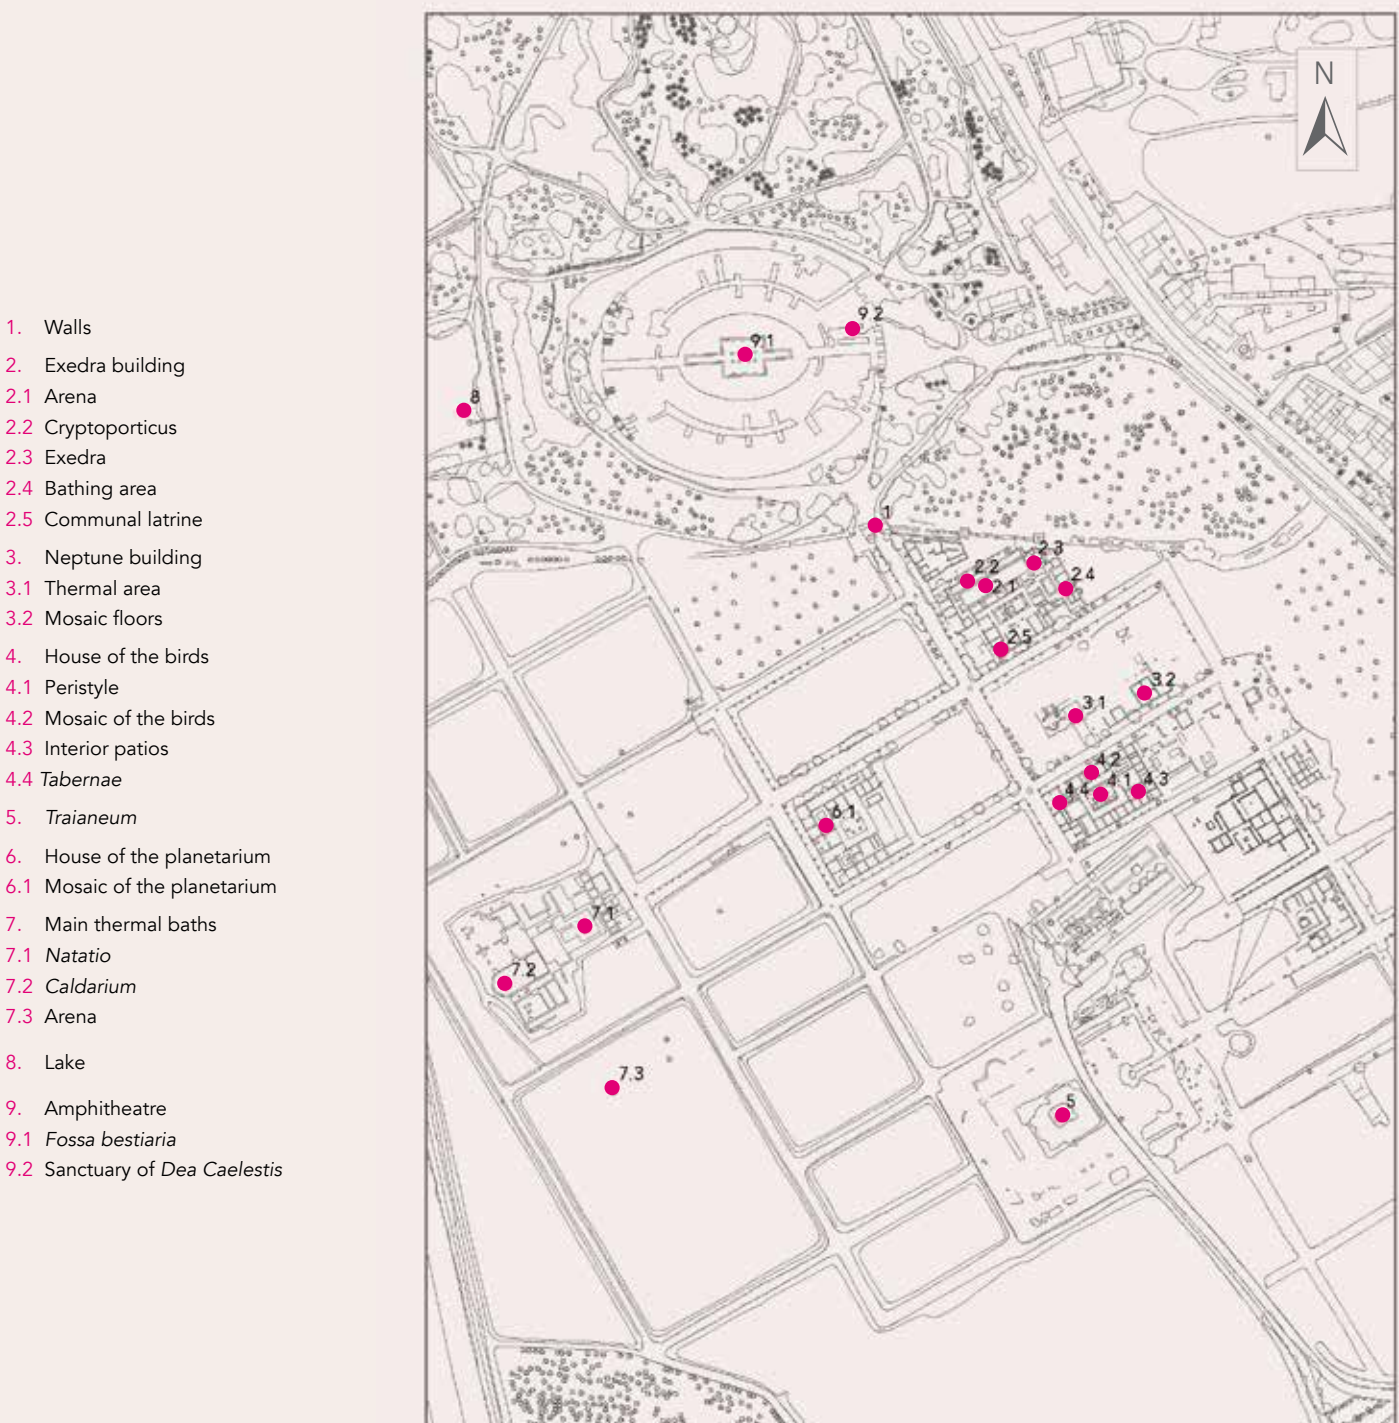 1. Walls
2. Exedra building
2.1 Arena
2.2 Cryptoporticus
2.3 Exedra
2.4 Bathing area
2.5 Communal latrine
3. Neptune building
3.1 Thermal area
3.2 Mosaic floors
4. House of the birds
4.1 Peristyle
4.2 Mosaic of the birds
4.3 Interior patios
4.4 Tabernae
5. Traianeum
6. House of the planetarium
6.1 Mosaic of the planetarium
7. Main thermal baths
7.1 Natatio
7.2 Caldarium
7.3 Arena
8. Lake
9. Amphitheatre
9.1 Fossa bestiaria
9.2 Sanctuary of Dea Caelestis
N
9.2
9.1
8
1
2.3
2.2
2.1
2.4
2.5
3.2
3.1
4.2
4.4
4.1
4.3
6.1
7.1
7.2
7.3
5